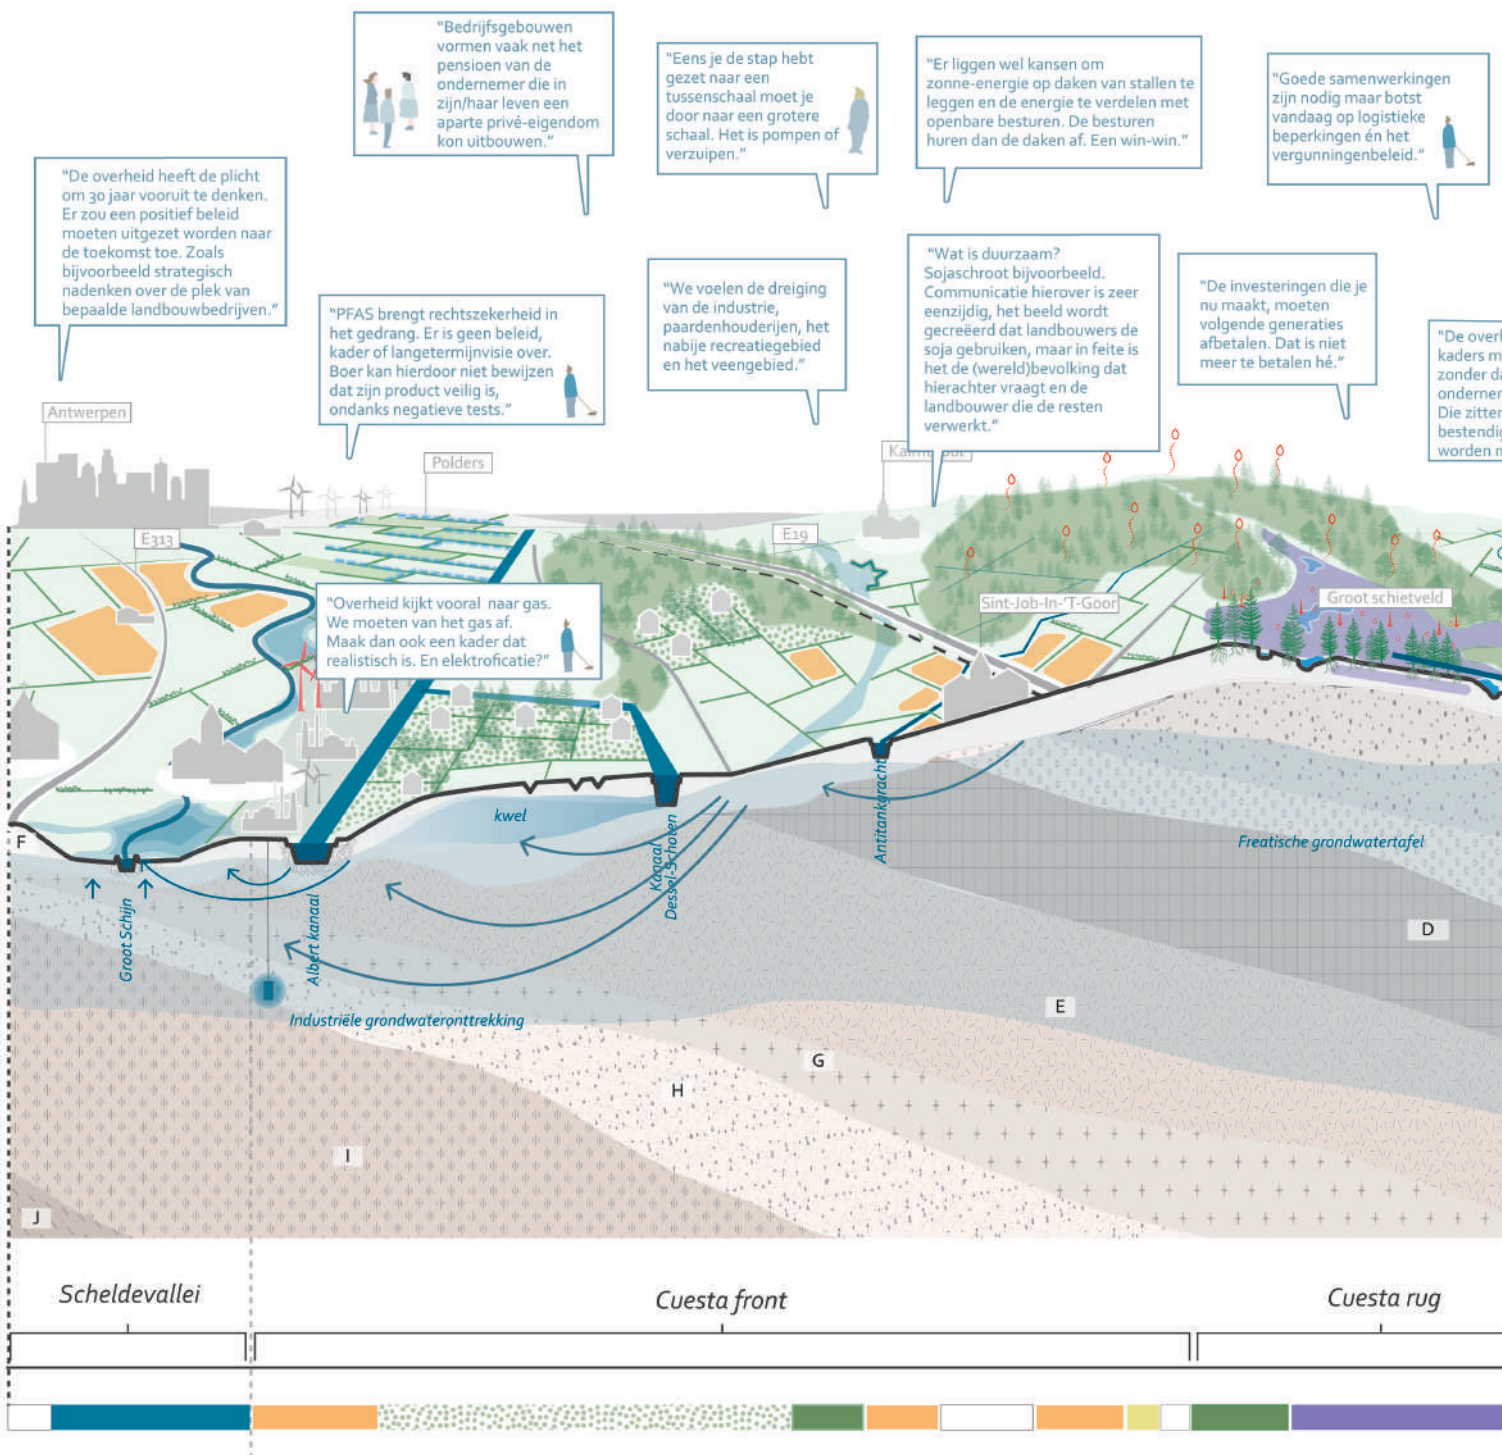 "Bedrijfsgebouwen
vormen vaak net het
pensioen van de
ondernemer die in
zijn/haar leven een
aparte privé-eigendom
kon uitbouwen."
"Eens je de stap hebt
gezet naar een
tussenschaal moet je
door naar een grotere
schaal. Het is pompen of
verzuipen."
"Er liggen wel kansen om
zonne-energie op daken van stallen te
leggen en de energie te verdelen met
openbare besturen. De besturen
huren dan de daken af. Een win-win."
"Goede samenwerkingen
zijn nodig maar botst
vandaag op logistieke
beperkingen én het
vergunningenbeleid."
"De overheid heeft de plicht
om 30 jaar vooruit te denken.
Er zou een positief beleid
moeten uitgezet worden naar
de toekomst toe. Zoals
bijvoorbeeld strategisch
nadenken over de plek van
bepaalde landbouwbedrijven."
"PFAS brengt rechtszekerheid in
het gedrang. Er is geen beleid,
kader of langetermijnvisie over.
Boer kan hierdoor niet bewijzen
dat zijn product veilig is,
ondanks negatieve tests."
"We voelen de dreiging
van de industrie,
paardenhouderijen, het
nabije recreatiegebied
en het veengebied."
"Wat is duurzaam?
Sojaschroot bijvoorbeeld.
Communicatie hierover is zeer
eenzijdig, het beeld wordt
gecreëerd dat landbouwers de
soja gebruiken, maar in feite is
het de (wereld)bevolking dat
hierachter vraagt en de
landbouwer die de resten
verwerkt."
"De investeringen die je
nu maakt, moeten
volgende generaties
afbetalen. Dat is niet
meer te betalen hé."
"De overh
kaders m
zonder da
onderner
Die zitter
bestendig
worden n
Antwerpen
Polders
E313
E19
Sint-Job-In-'T-Goor
Groot schietveld
"Overheid kijkt vooral naar gas.
We moeten van het gas af.
Maak dan ook een kader dat
realistisch is. En elektroficatie?"
F
kwel
Groot Schijn
Albert kanaal
Kanaal
Dessel-Schoten
Antitankgracht
Freatische grondwatertafel
Industriële grondwateronttrekking
D
E
G
H
I
J
Scheldevallei
Cuesta front
Cuesta rug